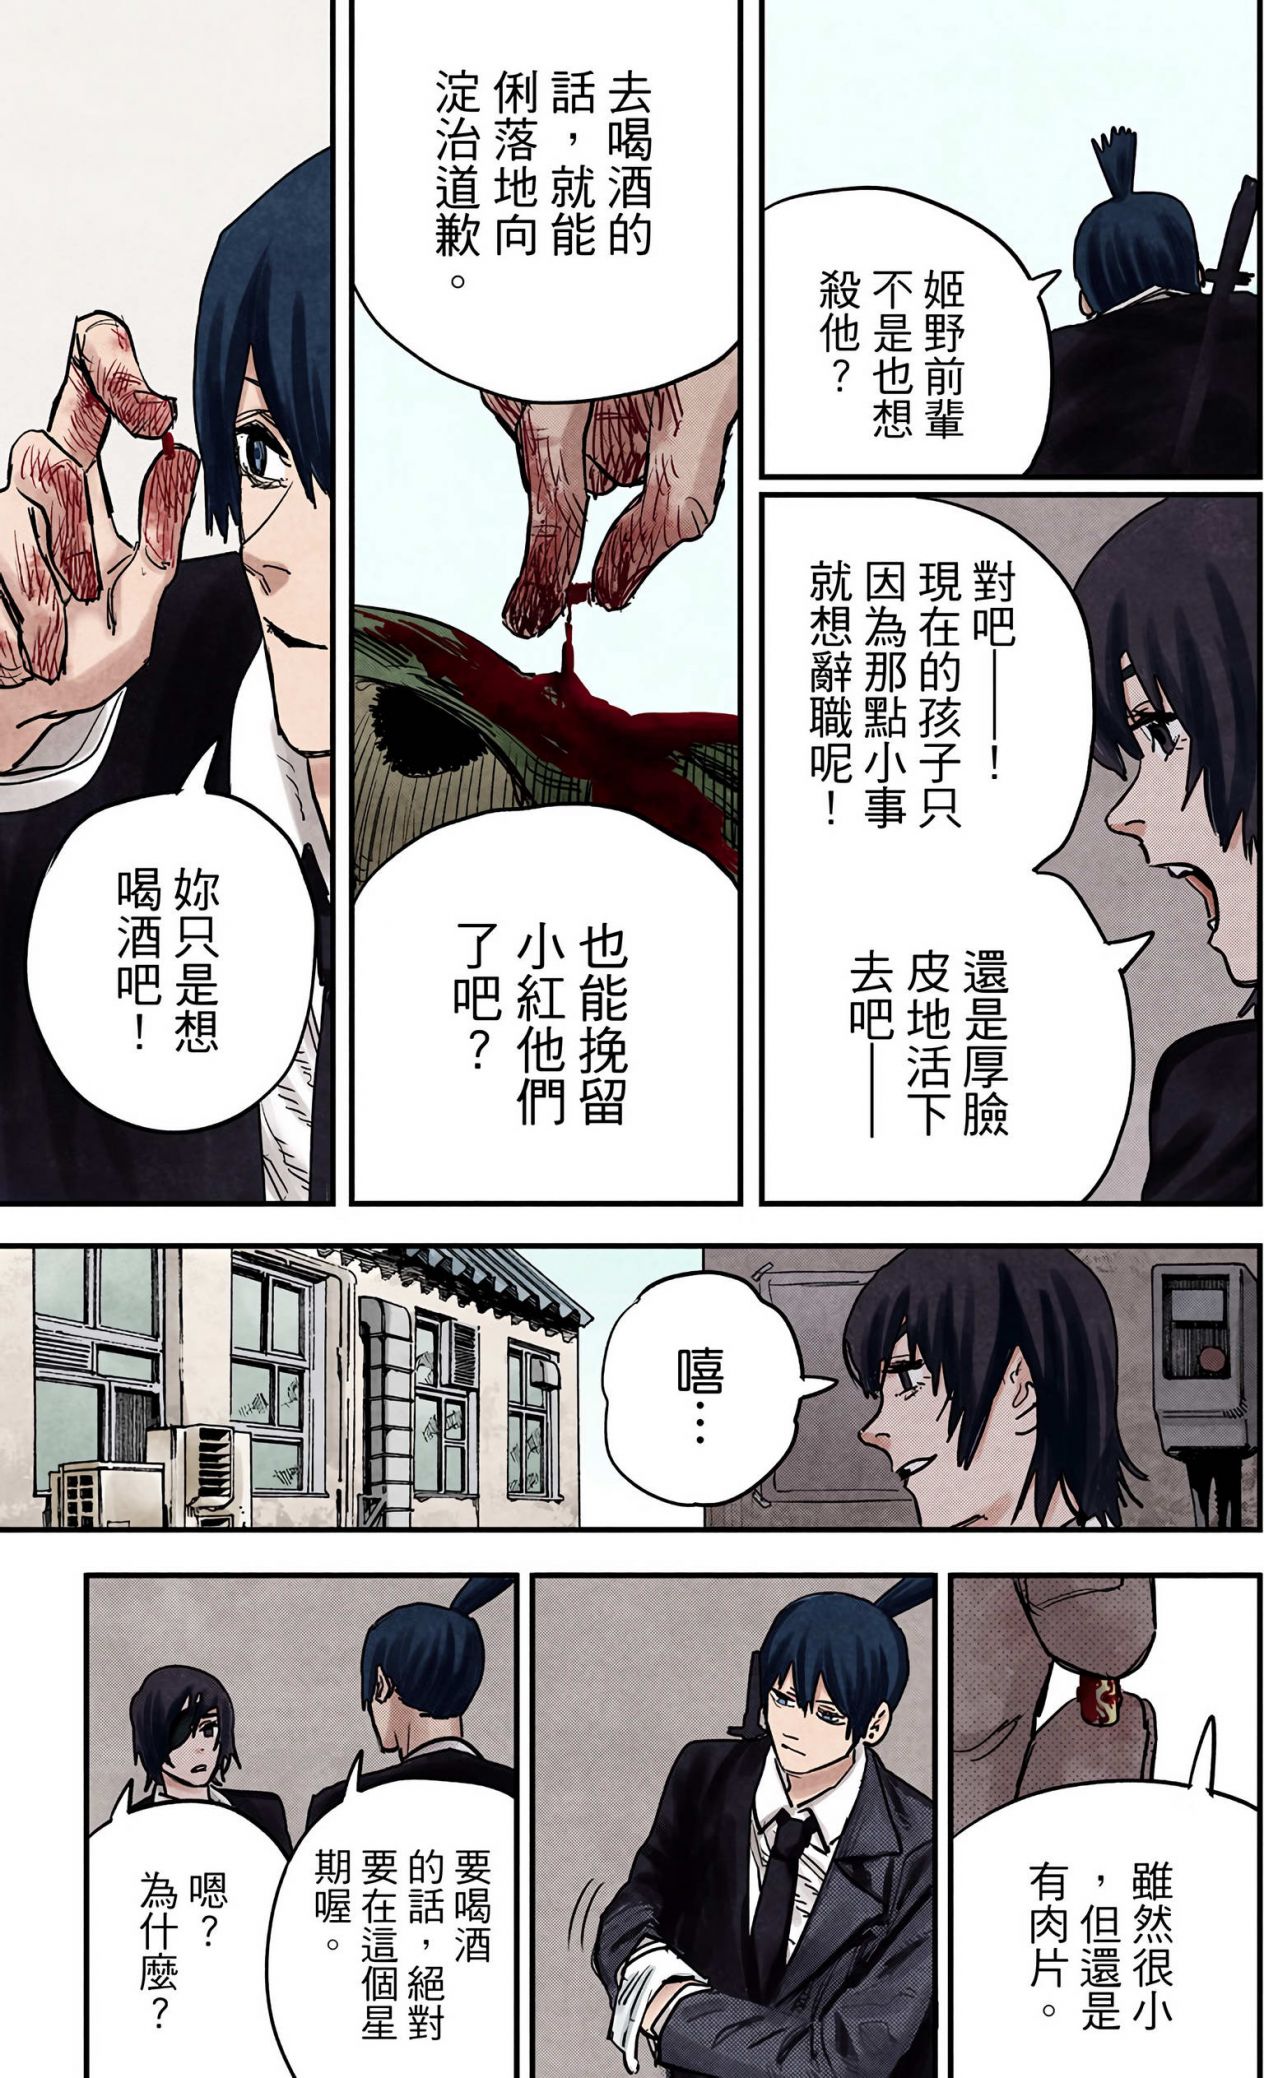 姬野前輩
不是也想
殺他？
對吧——！
現在的孩子只
因為那點小事
就想辭職呢！
還是厚臉
皮地活下
去吧——
去喝酒的
話，就能
俐落地向
淀治道歉。
也能挽留
小紅他們
了吧？
妳只是想
喝酒吧！
嘻…
雖然很小
，但還是
有肉片。
要喝酒
的話，絕對
要在這個星
期喔。
嗯？
為什麼？